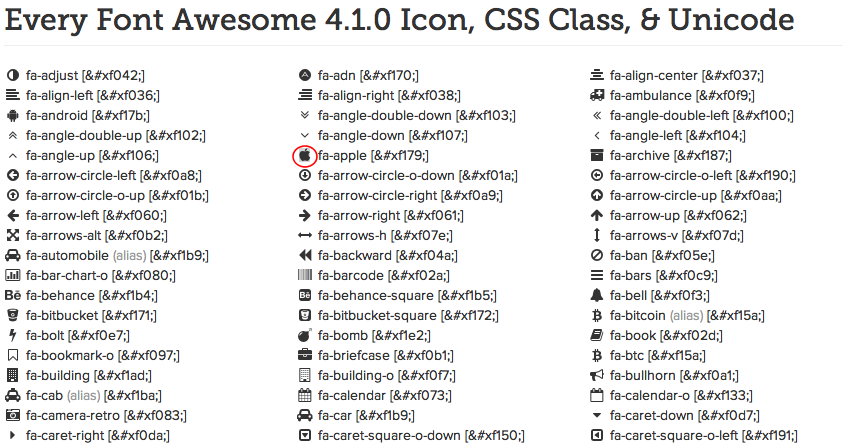 Every Font Awesome 4.1.0 Icon, CSS Class, & Unicode
fa-adjust [&#xf042;] fa-adn [&#xf170;] fa-align-center [&#xf037;]
fa-align-left [&#xf036;] fa-align-right [&#xf038;] fa-ambulance [&#xf0f9;]
fa-android [&#xf17b;] fa-angle-double-down [&#xf103;] fa-angle-double-left [&#xf100;]
fa-angle-double-up [&#xf102;] fa-angle-down [&#xf107;] fa-angle-left [&#xf104;]
fa-angle-up [&#xf106;] fa-apple [&#xf179;] fa-archive [&#xf187;]
fa-arrow-circle-left [&#xf0a8;] fa-arrow-circle-o-down [&#xf01a;] fa-arrow-circle-o-left [&#xf190;]
fa-arrow-circle-o-up [&#xf01b;] fa-arrow-circle-right [&#xf0a9;] fa-arrow-circle-up [&#xf0aa;]
fa-arrow-left [&#xf060;] fa-arrow-right [&#xf061;] fa-arrow-up [&#xf062;]
fa-arrows-alt [&#xf0b2;] fa-arrows-h [&#xf07e;] fa-arrows-v [&#xf07d;]
fa-automobile (alias) [&#xf1b9;] fa-backward [&#xf04a;] fa-ban [&#xf05e;]
fa-bar-chart-o [&#xf080;] fa-barcode [&#xf02a;] fa-bars [&#xf0c9;]
fa-behance [&#xf1b4;] fa-behance-square [&#xf1b5;] fa-bell [&#xf0f3;]
fa-bitbucket [&#xf171;] fa-bitbucket-square [&#xf172;] fa-bitcoin (alias) [&#xf15a;]
fa-bolt [&#xf0e7;] fa-bomb [&#xf1e2;] fa-book [&#xf02d;]
fa-bookmark-o [&#xf097;] fa-briefcase [&#xf0b1;] fa-btc [&#xf15a;]
fa-building [&#xf1ad;] fa-building-o [&#xf0f7;] fa-bullhorn [&#xf0a1;]
fa-cab (alias) [&#xf1ba;] fa-calendar [&#xf073;] fa-calendar-o [&#xf133;]
fa-camera-retro [&#xf083;] fa-car [&#xf1b9;] fa-caret-down [&#xf0d7;]
fa-caret-right [&#xf0da;] fa-caret-square-o-down [&#xf150;] fa-caret-square-o-left [&#xf191;]